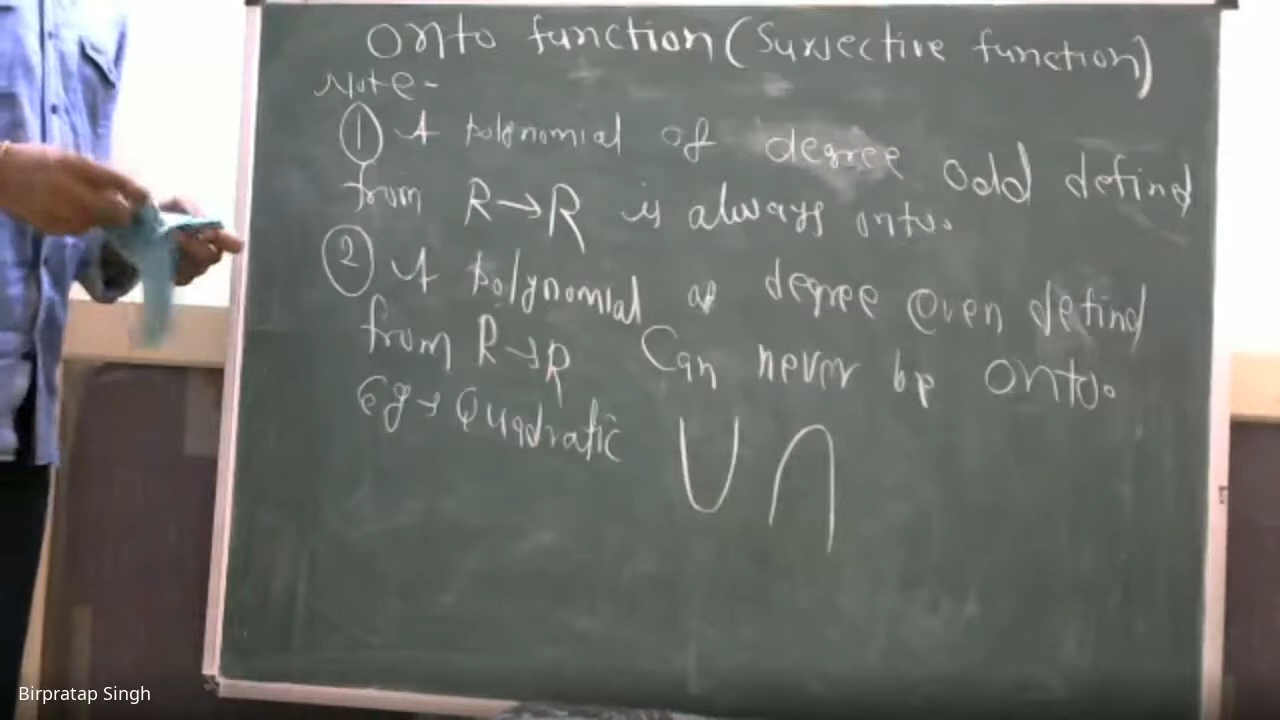 Onto function (Surjective function)
Note-
① A polynomial of degree odd defined
from R→R is always onto.
② A polynomial of degree even defind
from R→R Can never be onto.
Eg→ Quadratic
Birpratap Singh